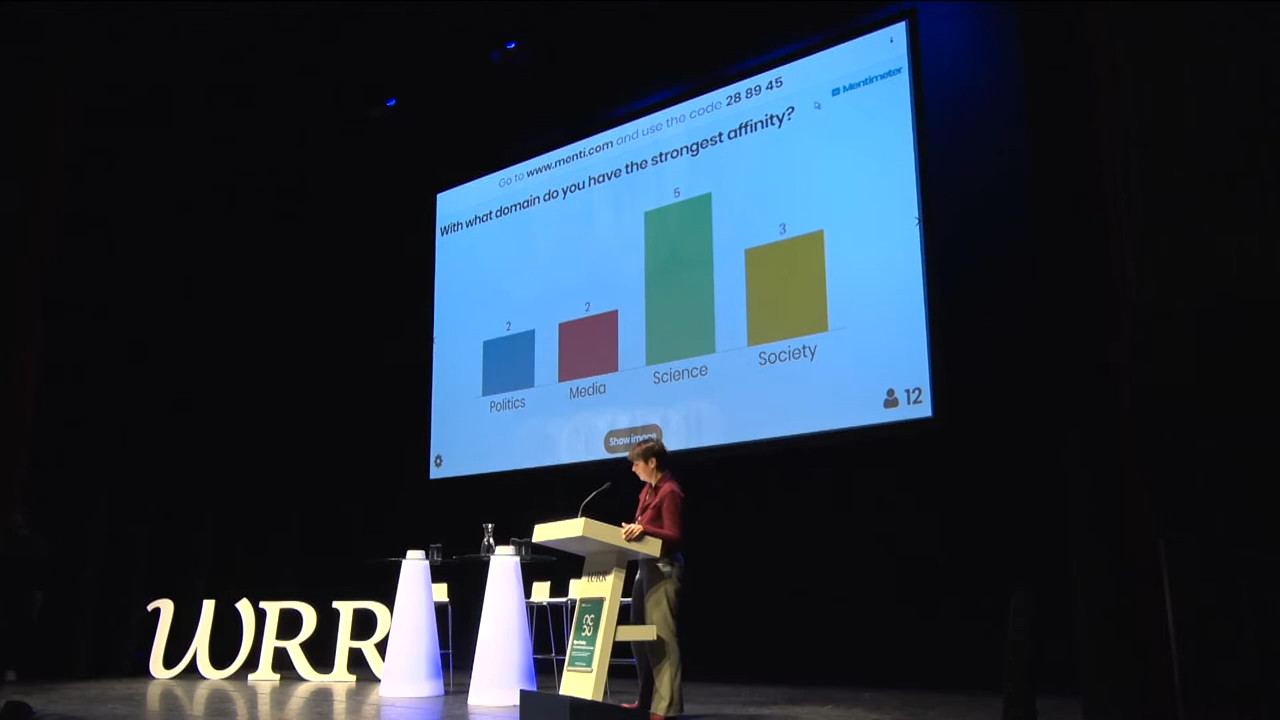 Go to www.menti.com and use the code 28 89 45
Mentimeter
With what domain do you have the strongest affinity?
2
2
5
3
Politics
Media
Science
Society
12
Show image
WRR
WRR